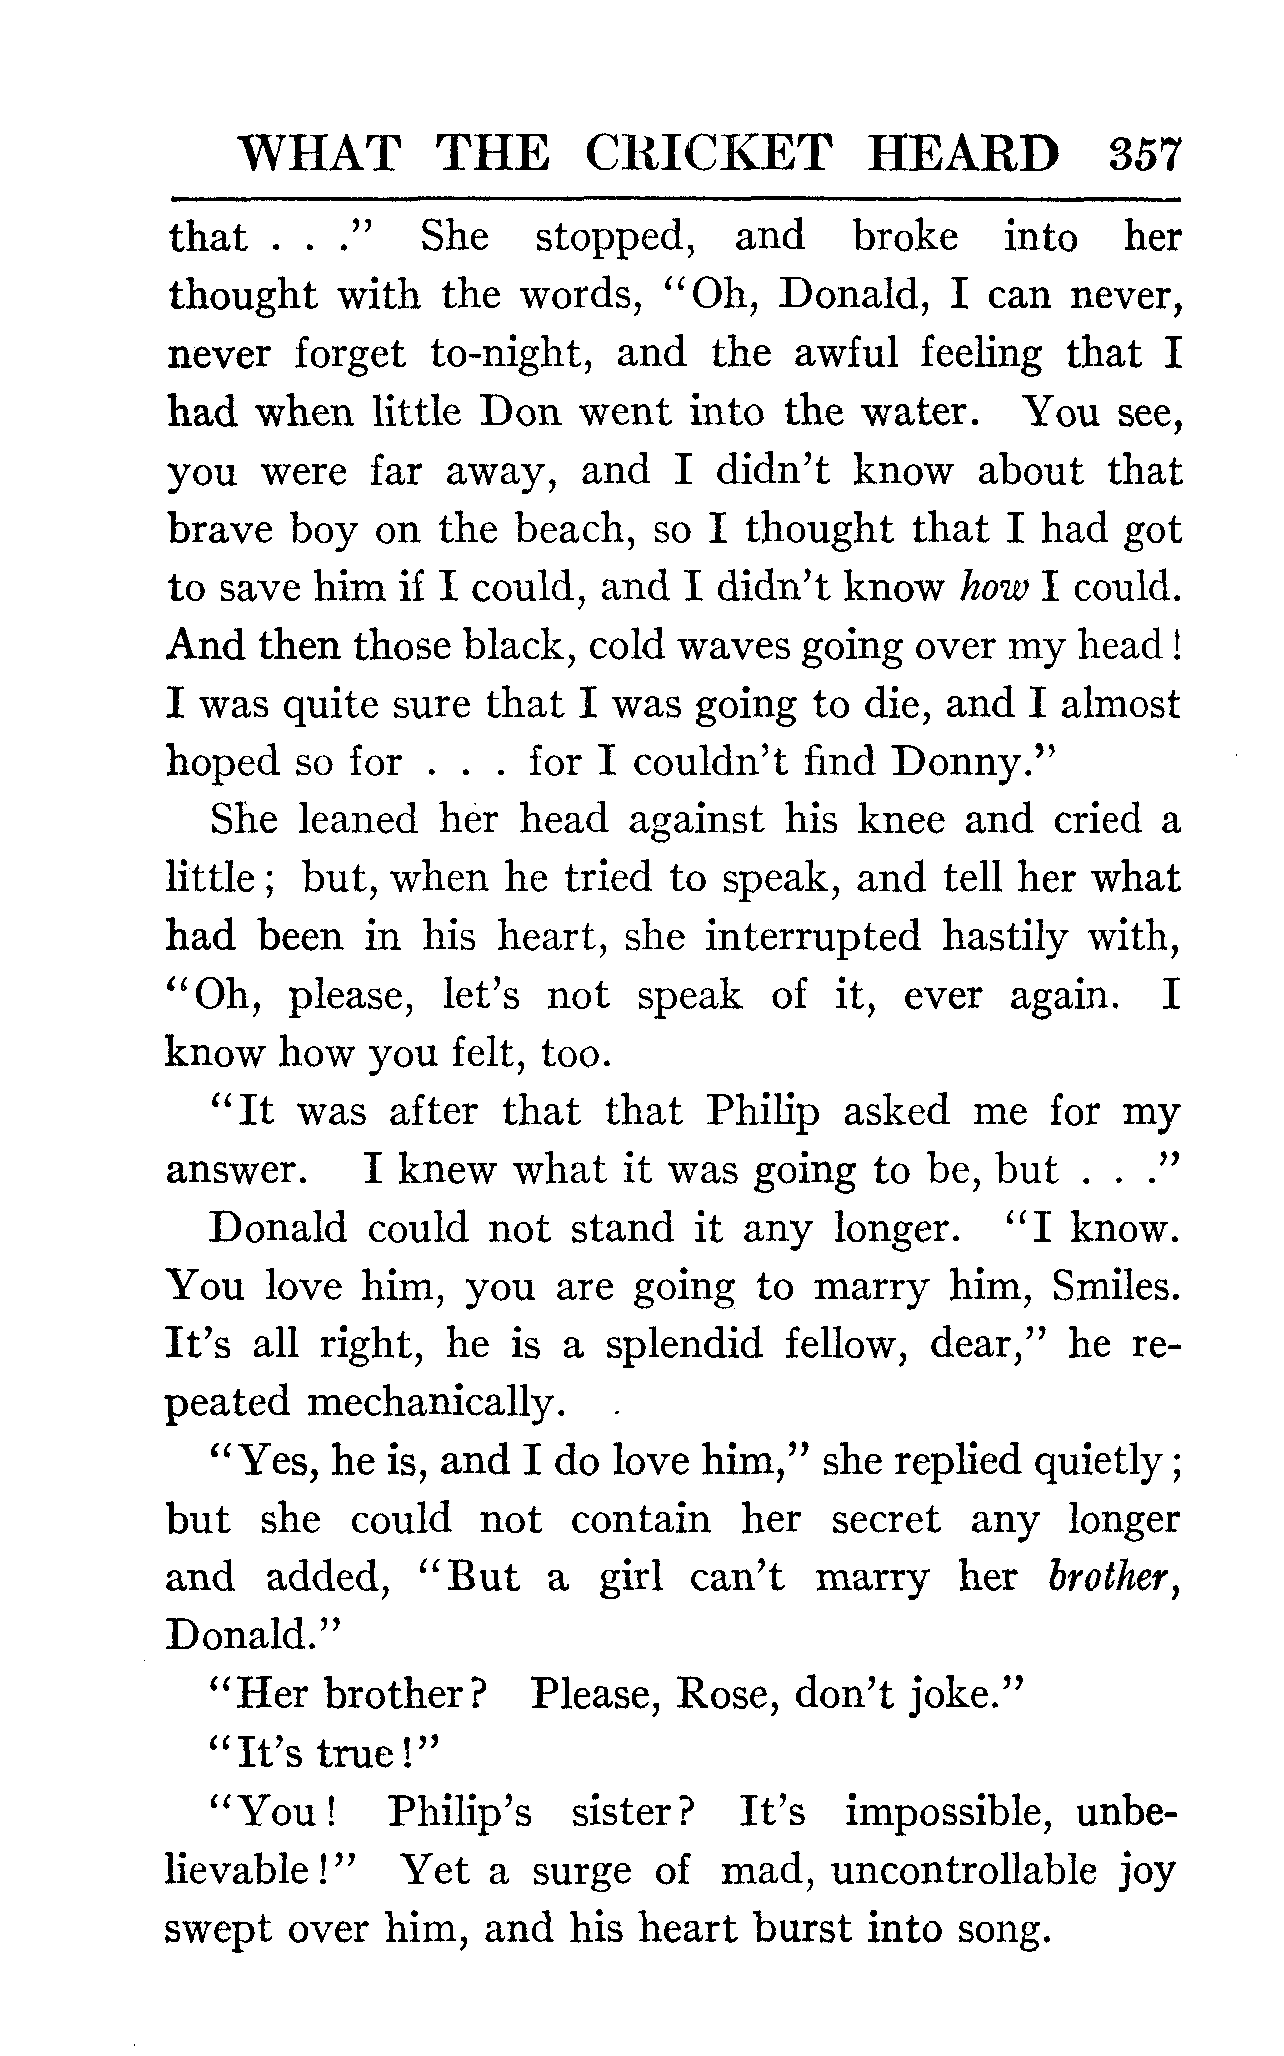 WHAT THE CRICKET HEARD 357
that . . ." She stopped, and broke into her
thought with the words, "Oh, Donald, I can never,
never forget to-night, and the awful feeling that I
had when little Don went into the water. You see,
you were far away, and I didn't know about that
brave boy on the beach, so I thought that I had got
to save him if I could, and I didn't know how I could.
And then those black, cold waves going over my head!
I was quite sure that I was going to die, and I almost
hoped so for . . . for I couldn't find Donny."
She leaned her head against his knee and cried a
little; but, when he tried to speak, and tell her what
had been in his heart, she interrupted hastily with,
"Oh, please, let's not speak of it, ever again. I
know how you felt, too.
"It was after that that Philip asked me for my
answer. I knew what it was going to be, but . . ."
Donald could not stand it any longer. "I know.
You love him, you are going to marry him, Smiles.
It's all right, he is a splendid fellow, dear," he re-
peated mechanically.
"Yes, he is, and I do love him," she replied quietly;
but she could not contain her secret any longer
and added, "But a girl can't marry her brother,
Donald."
"Her brother? Please, Rose, don't joke."
"It's true!"
"You! Philip's sister? It's impossible, unbe-
lievable!" Yet a surge of mad, uncontrollable joy
swept over him, and his heart burst into song.